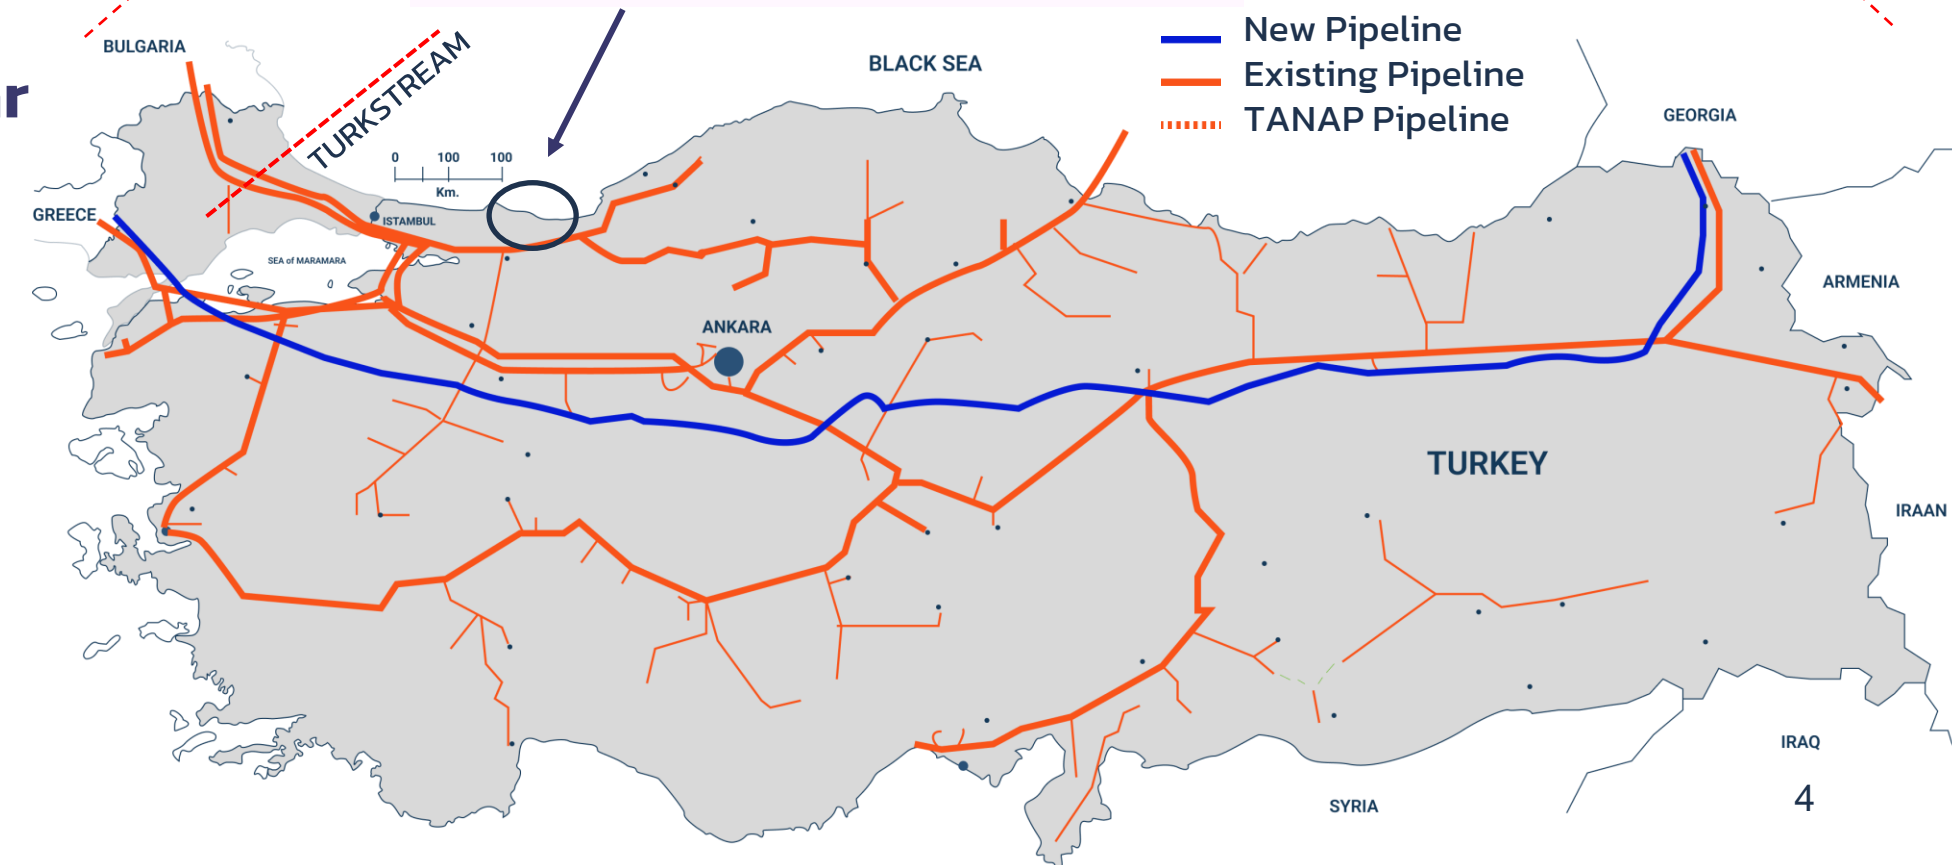 r
BULGARIA
TURKSTREAM
BLACK SEA
New Pipeline
Existing Pipeline
TANAP Pipeline
GEORGIA
0 100 100
Km.
GREECE
ISTAMBUL
SEA of MARAMARA
ARMENIA
ANKARA
TURKEY
IRAAN
IRAQ
SYRIA
4